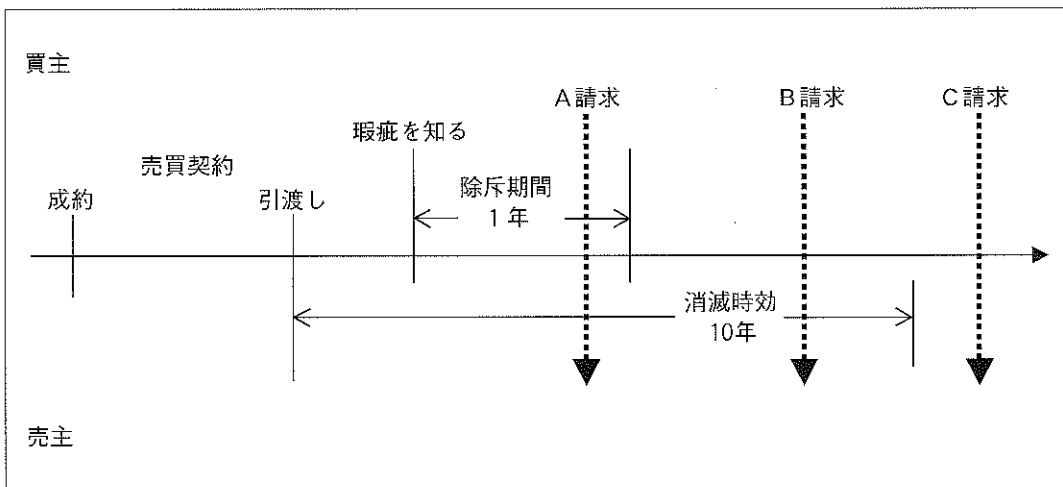 買主
A請求
B請求
C請求
瑕疵を知る
売買契約
除斥期間
1年
成約
引渡し
消滅時効
10年
売主